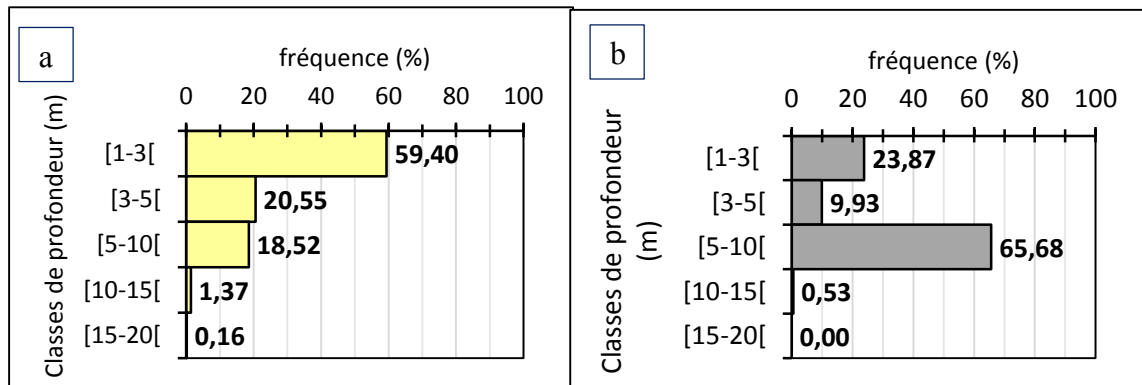 a
fréquence (%)
0 20 40 60 80 100
Classes de profondeur (m)
[1-3[ 59,40
[3-5[ 20,55
[5-10[ 18,52
[10-15[ 1,37
[15-20[ 0,16
b
fréquence (%)
0 20 40 60 80 100
Classes de profondeur
(m)
[1-3[ 23,87
[3-5[ 9,93
[5-10[ 65,68
[10-15[ 0,53
[15-20[ 0,00